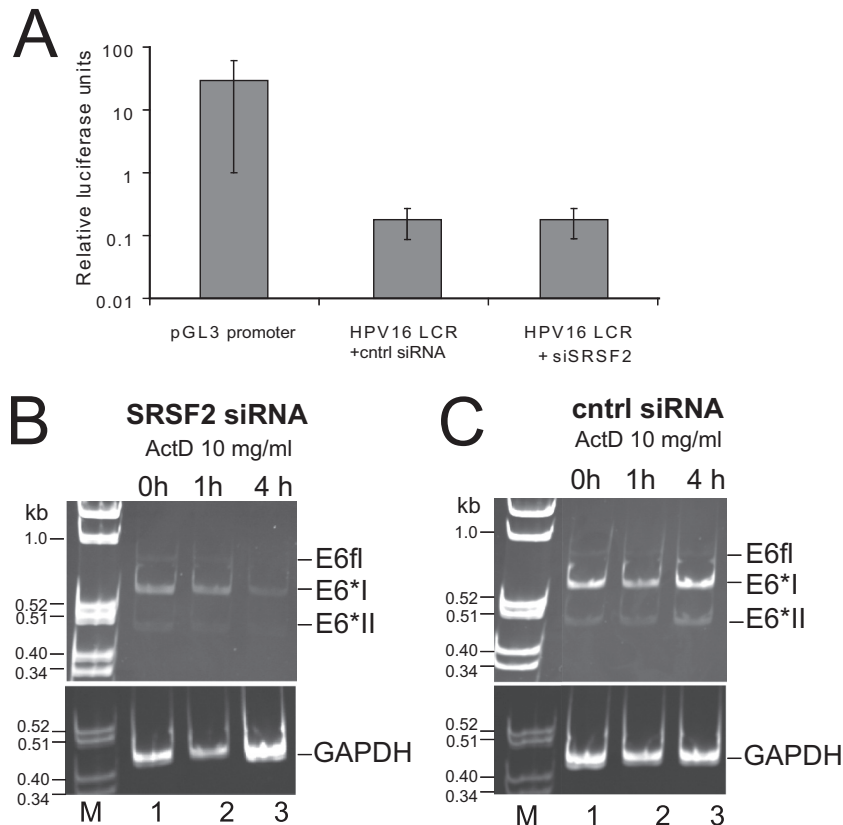 A
Relative luciferase units
100
10
1
0.1
0.01
pGL3 promoter
HPV16 LCR
+cntrl siRNA
HPV16 LCR
+ siSRSF2
B
SRSF2 siRNA
ActD 10 mg/ml
0h 1h 4 h
kb
1.0
0.52
0.51
0.40
0.34
E6fl
E6*I
E6*II
0.52
0.51
0.40
0.34
GAPDH
M 1 2 3
C
cntrl siRNA
ActD 10 mg/ml
0h 1h 4 h
kb
1.0
0.52
0.51
0.40
0.34
E6fl
E6*I
E6*II
0.52
0.51
0.40
0.34
GAPDH
M 1 2 3